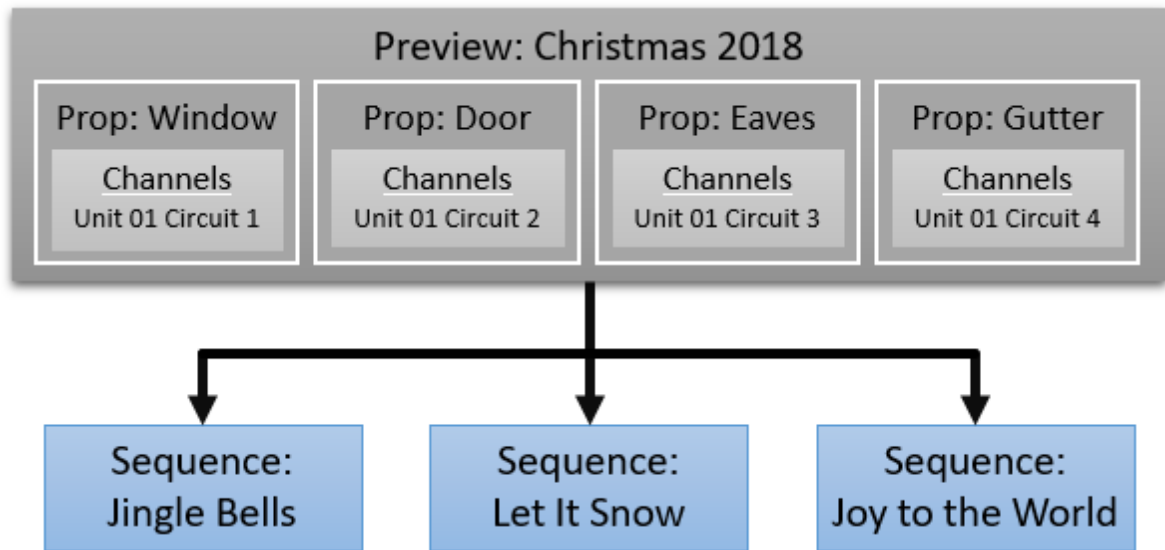 Preview: Christmas 2018
Prop: Window
Channels
Unit 01 Circuit 1
Prop: Door
Channels
Unit 01 Circuit 2
Prop: Eaves
Channels
Unit 01 Circuit 3
Prop: Gutter
Channels
Unit 01 Circuit 4
Sequence:
Jingle Bells
Sequence:
Let It Snow
Sequence:
Joy to the World